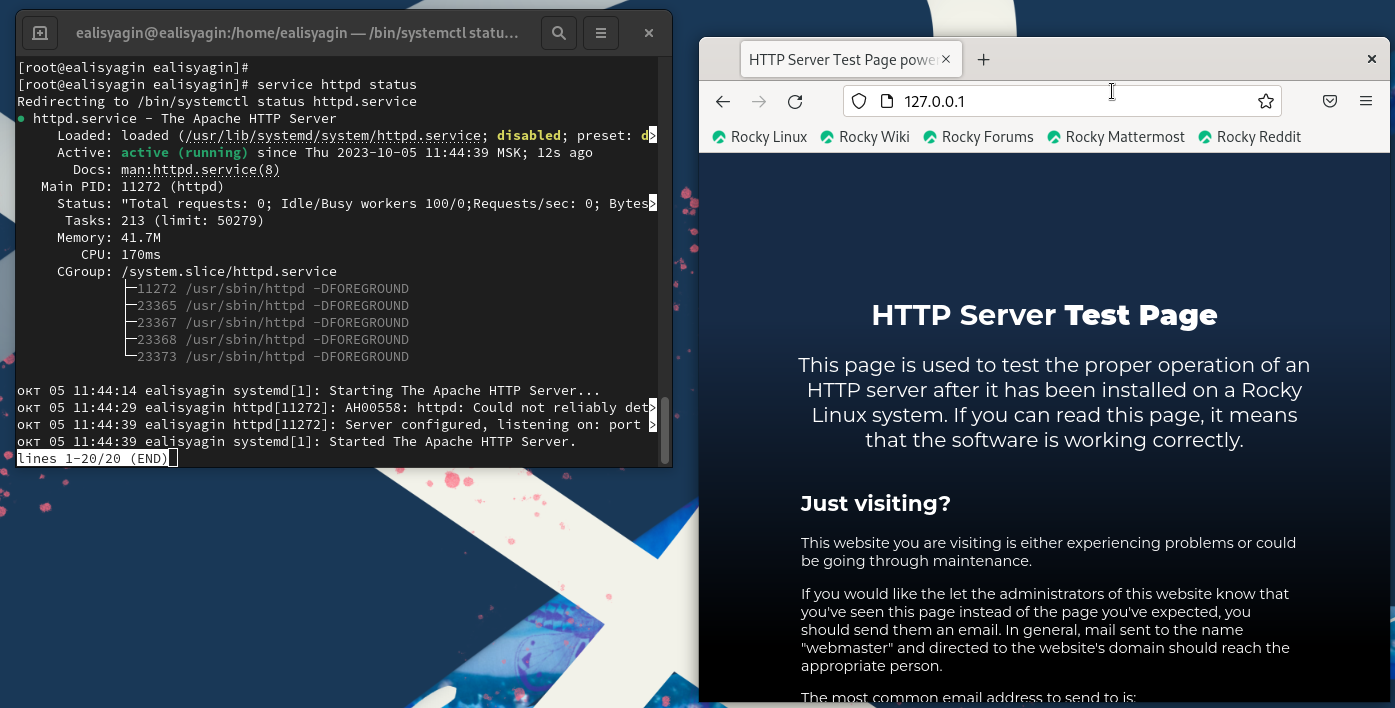 ealisyagin@ealisyagin:/home/ealisyagin — /bin/systemctl statu...
[root@ealisyagin ealisyagin]#
[root@ealisyagin ealisyagin]# service httpd status
Redirecting to /bin/systemctl status httpd.service
● httpd.service - The Apache HTTP Server
Loaded: loaded (/usr/lib/systemd/system/httpd.service; disabled; preset: d>
Active: active (running) since Thu 2023-10-05 11:44:39 MSK; 12s ago
Docs: man:httpd.service(8)
Main PID: 11272 (httpd)
Status: "Total requests: 0; Idle/Busy workers 100/0;Requests/sec: 0; Bytes>
Tasks: 213 (limit: 50279)
Memory: 41.7M
CPU: 170ms
CGroup: /system.slice/httpd.service
├─11272 /usr/sbin/httpd -DFOREGROUND
├─23365 /usr/sbin/httpd -DFOREGROUND
├─23367 /usr/sbin/httpd -DFOREGROUND
├─23368 /usr/sbin/httpd -DFOREGROUND
└─23373 /usr/sbin/httpd -DFOREGROUND
окт 05 11:44:14 ealisyagin systemd[1]: Starting The Apache HTTP Server...
окт 05 11:44:29 ealisyagin httpd[11272]: AH00558: httpd: Could not reliably det>
окт 05 11:44:39 ealisyagin httpd[11272]: Server configured, listening on: port >
окт 05 11:44:39 ealisyagin systemd[1]: Started The Apache HTTP Server.
lines 1-20/20 (END)
HTTP Server Test Page powe
127.0.0.1
Rocky Linux Rocky Wiki Rocky Forums Rocky Mattermost Rocky Reddit
HTTP Server Test Page
This page is used to test the proper operation of an
HTTP server after it has been installed on a Rocky
Linux system. If you can read this page, it means
that the software is working correctly.
Just visiting?
This website you are visiting is either experiencing problems or could
be going through maintenance.
If you would like the let the administrators of this website know that
you've seen this page instead of the page you've expected, you
should send them an email. In general, mail sent to the name
"webmaster" and directed to the website's domain should reach the
appropriate person.
The most common email address to send to is: